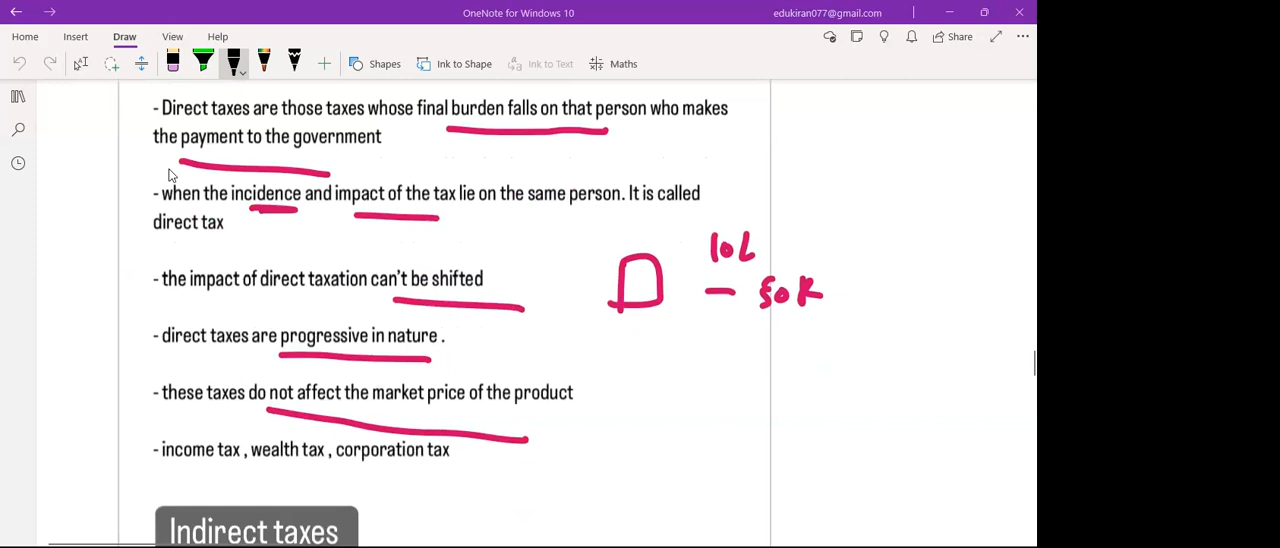 OneNote for Windows 10
edukiran077@gmail.com
Home Insert Draw View Help
Share
Shapes Ink to Shape Ink to Text Maths
- Direct taxes are those taxes whose final burden falls on that person who makes
the payment to the government
- when the incidence and impact of the tax lie on the same person. It is called
direct tax
10L
- the impact of direct taxation can't be shifted
50K
- direct taxes are progressive in nature .
- these taxes do not affect the market price of the product
- income tax , wealth tax , corporation tax
Indirect taxes